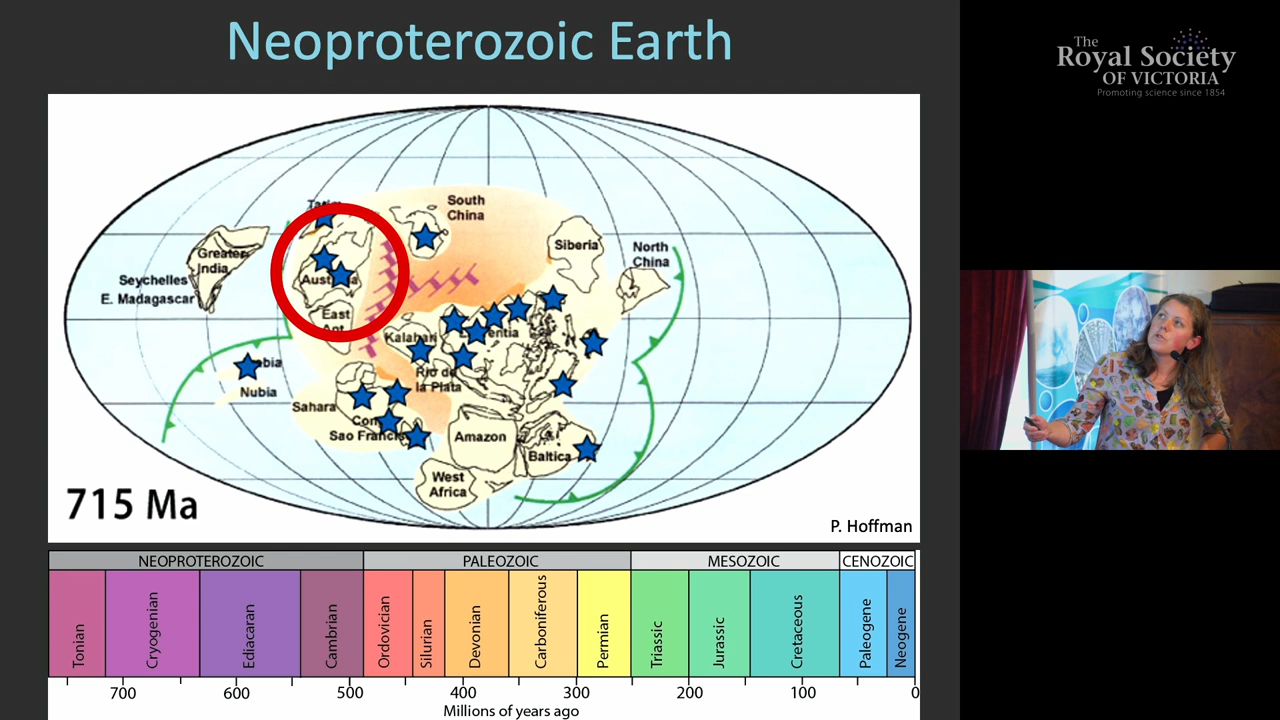 Neoproterozoic Earth
The
Royal Society
OF VICTORIA
Promoting science since 1854
South
China
Greater
India
Seychelles
E. Madagascar
East
Siberia
North
China
Kalahari
Rio de
la Plata
Nubia
Sahara
Sao Francis
Amazon
Baltica
West
Africa
715 Ma
P. Hoffman
NEOPROTEROZOIC
PALEOZOIC
MESOZOIC
CENOZOIC
Tonian
Cryogenian
Ediacaran
Cambrian
Ordovician
Silurian
Devonian
Carboniferous
Permian
Triassic
Jurassic
Cretaceous
Paleogene
Neogene
700 600 500 400 300 200 100 0
Millions of years ago